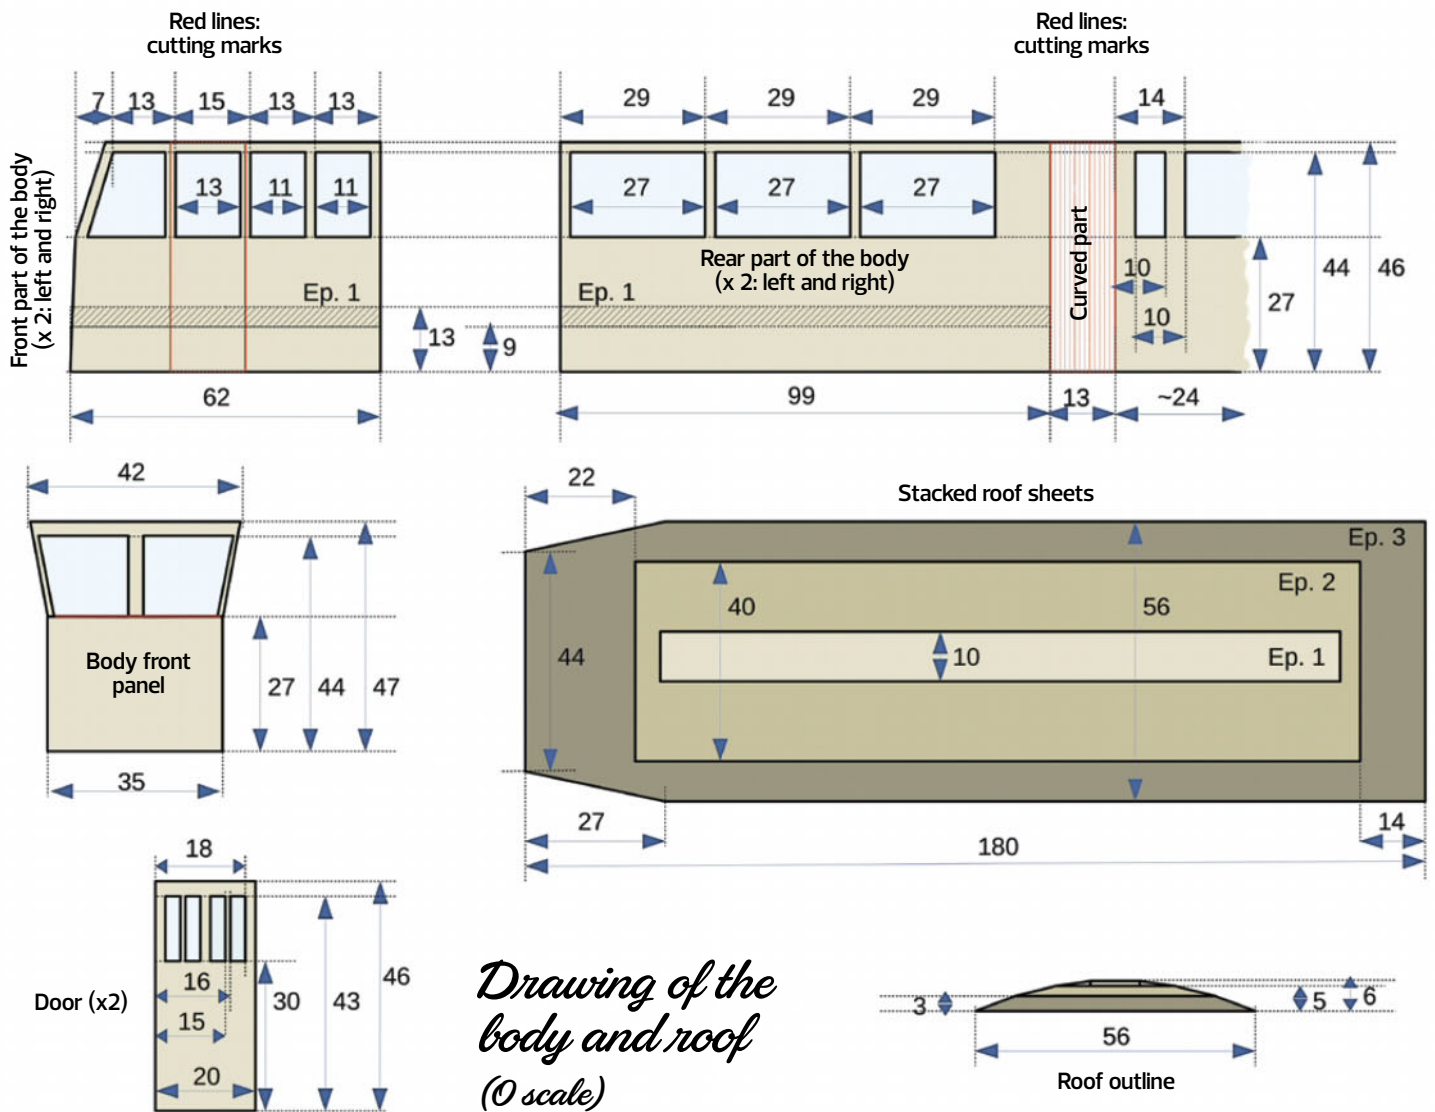 Red lines:
cutting marks
Red lines:
cutting marks
7 13 15 13 13
29 29 29 14
Front part of the body
(x 2: left and right)
13 11 11
27 27 27
Rear part of the body
(x 2: left and right)
Curved part
Ep. 1
Ep. 1
13
9
10
10
27
44
46
62
99 13 ~24
42
22
Stacked roof sheets
Ep. 3
Ep. 2
Ep. 1
40
56
44
10
Body front
panel
27 44 47
35
27
14
180
18
16
15
20
30 43 46
Door (x2)
Drawing of the
body and roof
(O scale)
3
5
6
56
Roof outline